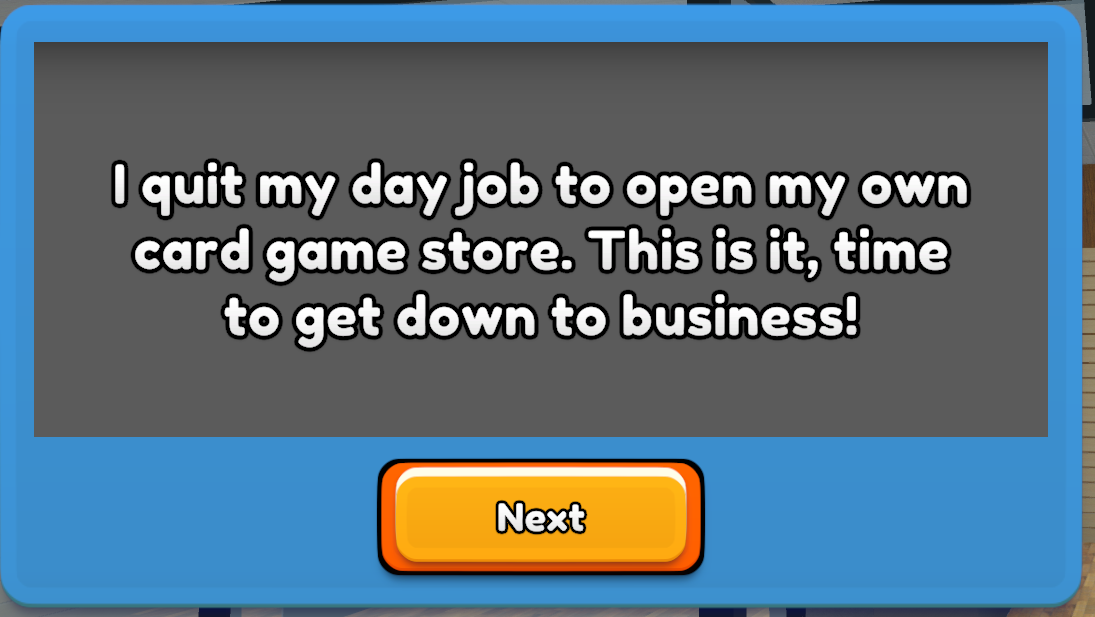 I quit my day job to open my own
card game store. This is it, time
to get down to business!
Next